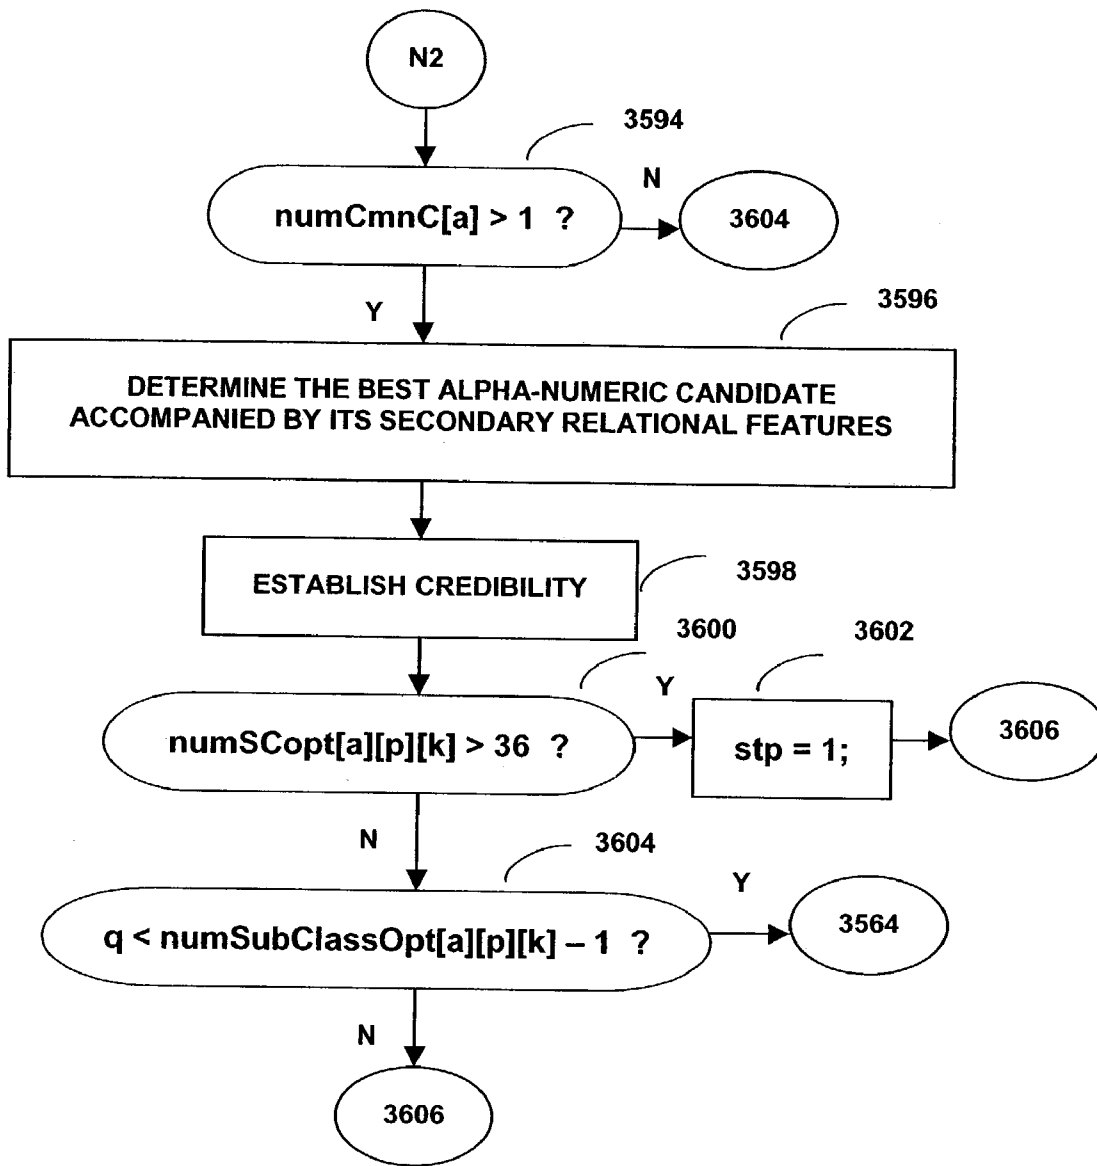 N2
3594
numCmnC[a] > 1 ?
N
3604
Y
3596
DETERMINE THE BEST ALPHA-NUMERIC CANDIDATE
ACCOMPANIED BY ITS SECONDARY RELATIONAL FEATURES
ESTABLISH CREDIBILITY
3598
3600
3602
numSCopt[a][p][k] > 36 ?
Y
stp = 1;
3606
N
3604
q < numSubClassOpt[a][p][k] – 1 ?
Y
3564
N
3606